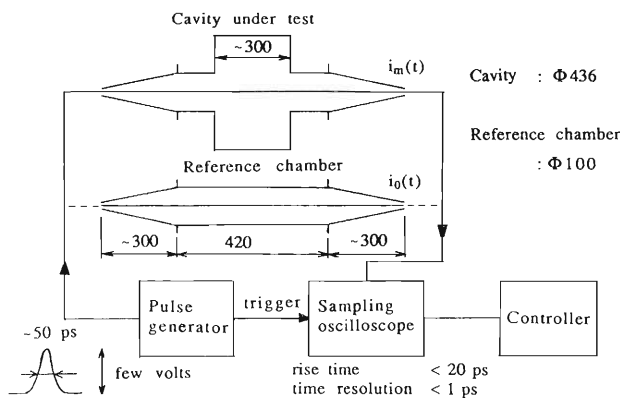 Cavity under test
~300
i_m(t)
Cavity : Φ436
Reference chamber
: Φ100
Reference chamber
i_0(t)
~300
420
~300
Pulse
generator
trigger
Sampling
oscilloscope
Controller
~50 ps
few volts
rise time < 20 ps
time resolution < 1 ps